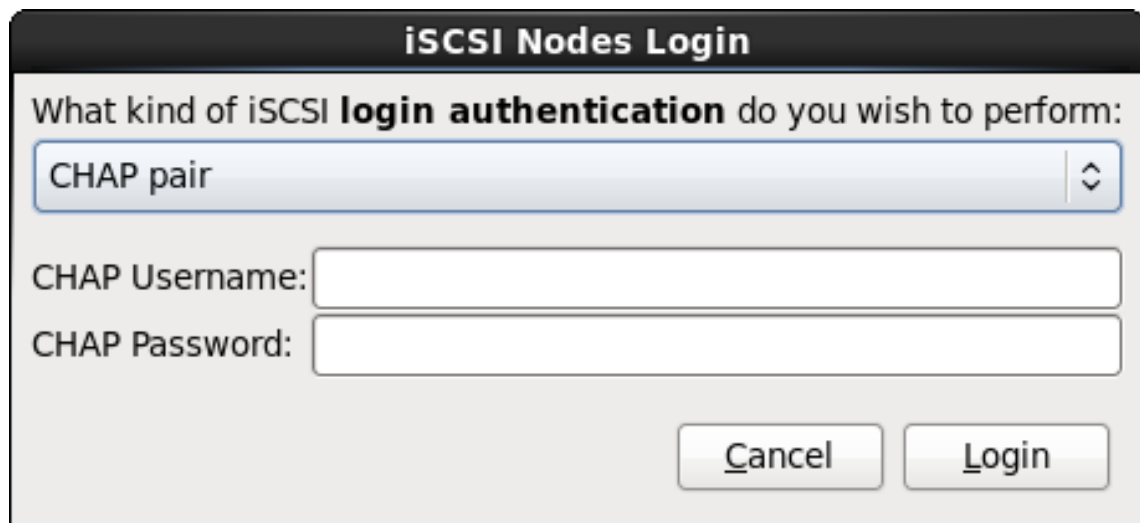 iSCSI Nodes Login
What kind of iSCSI login authentication do you wish to perform:
CHAP pair
CHAP Username:
CHAP Password:
Cancel
Login